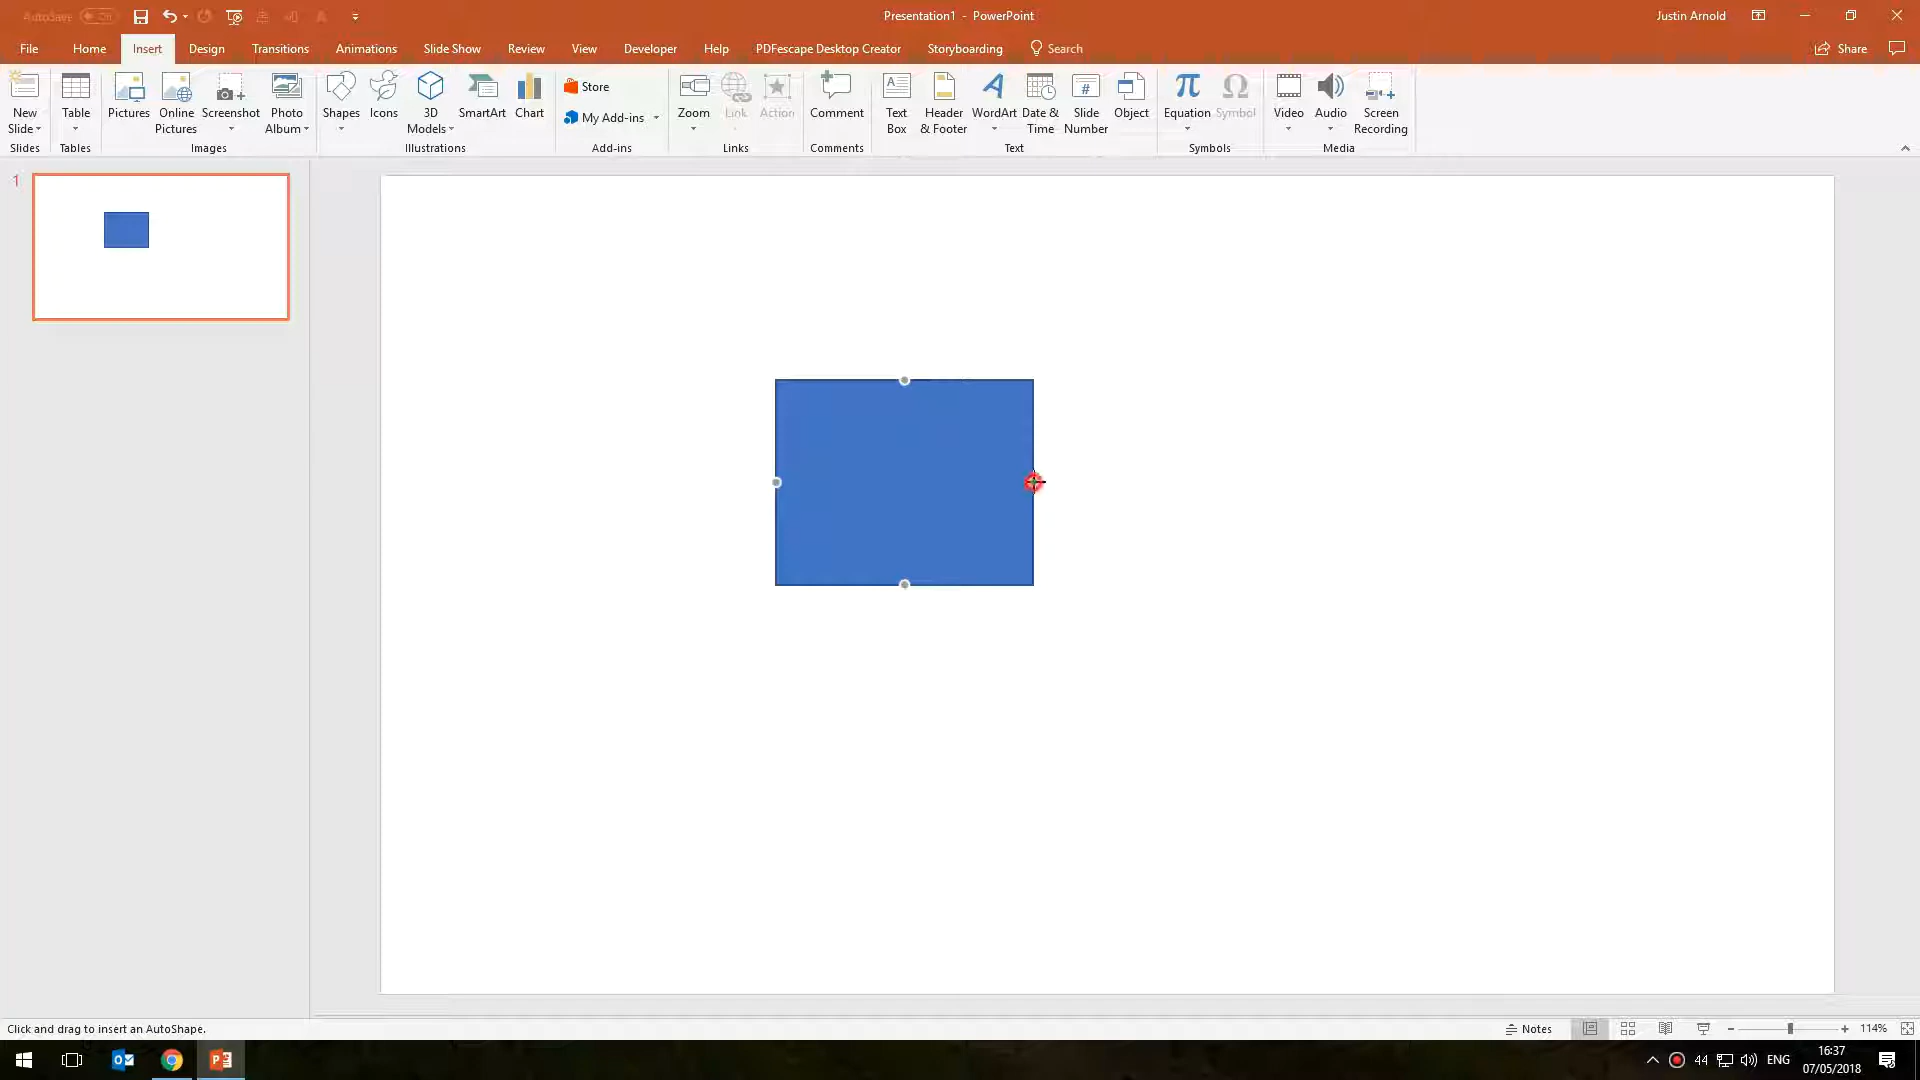 AutoSave On
Presentation1 - PowerPoint
Justin Arnold
File Home Insert Design Transitions Animations Slide Show Review View Developer Help PDFescape Desktop Creator Storyboarding Search Share
New Slide
Table
Pictures
Online Pictures
Screenshot
Photo Album
Shapes
Icons
3D Models
SmartArt
Chart
Store
My Add-ins
Zoom
Link
Action
Comment
Text Box
Header & Footer
WordArt
Date & Time
Slide Number
Object
Equation
Symbol
Video
Audio
Screen Recording
Slides Tables Images Illustrations Add-ins Links Comments Text Symbols Media
1
Click and drag to insert an AutoShape.
Notes
114%
44
ENG
16:37
07/05/2018